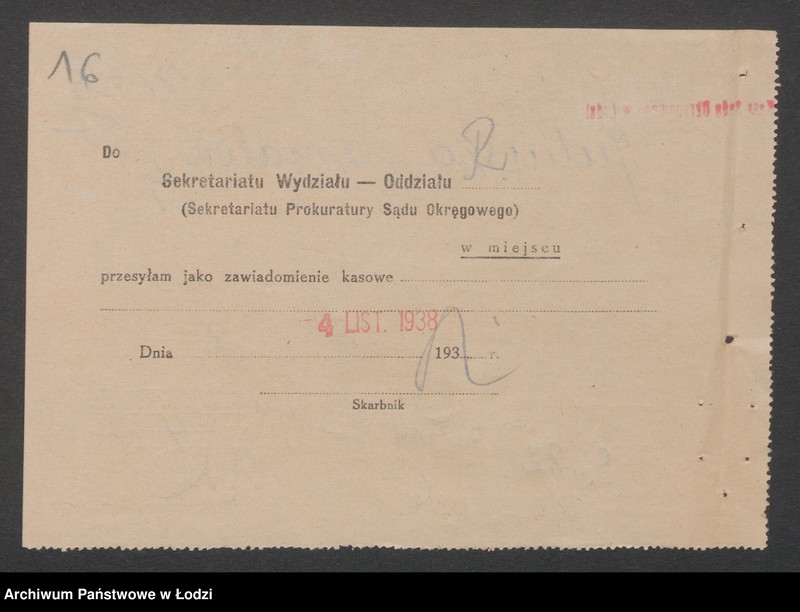 16
Do
Sekretariatu Wydziału — Oddziału R
(Sekretariatu Prokuratury Sądu Okręgowego)
w miejscu
przesyłam jako zawiadomienie kasowe
- 4 LIST. 1938
Dnia 193 r.
Skarbnik
Archiwum Państwowe w Łodzi